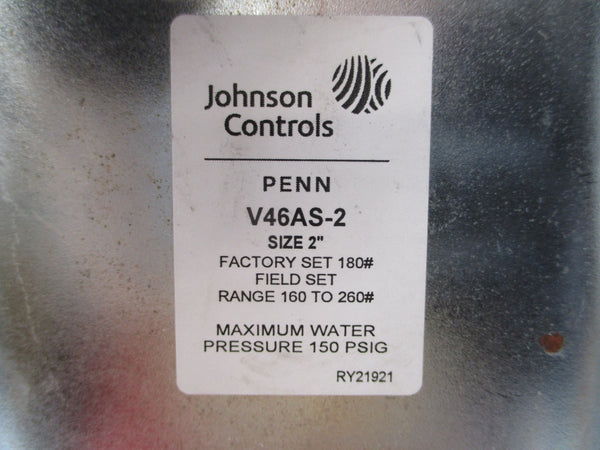 Johnson
Controls
PENN
V46AS-2
SIZE 2"
FACTORY SET 180#
FIELD SET
RANGE 160 TO 260#
MAXIMUM WATER
PRESSURE 150 PSIG
RY21921